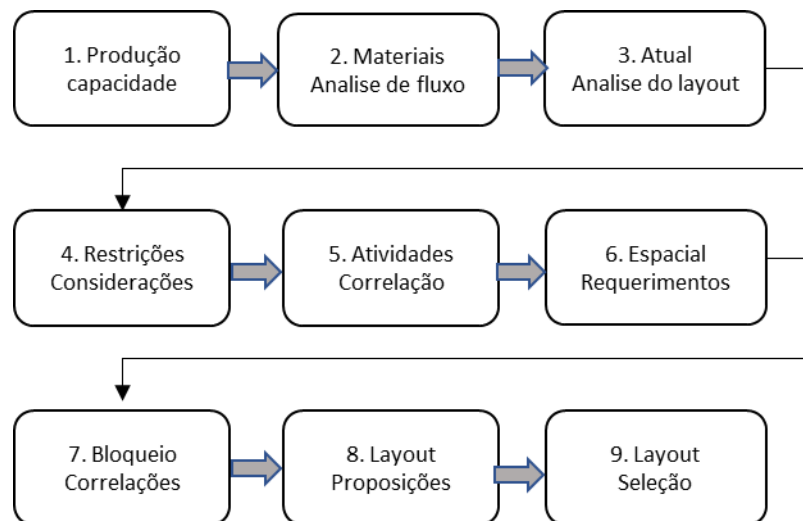 1. Produção
capacidade
2. Materiais
Analise de fluxo
3. Atual
Analise do layout
4. Restrições
Considerações
5. Atividades
Correlação
6. Espacial
Requerimentos
7. Bloqueio
Correlações
8. Layout
Proposições
9. Layout
Seleção